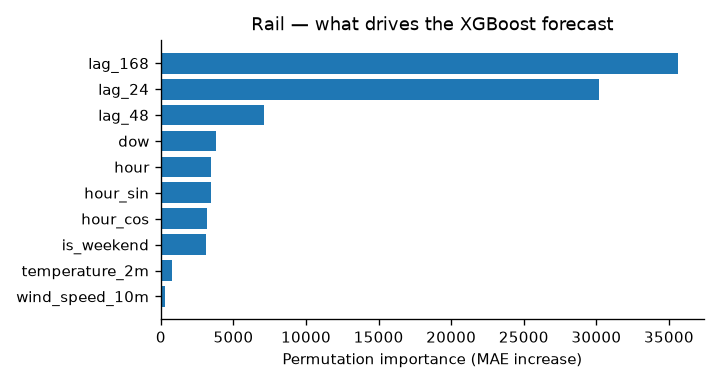 Rail — what drives the XGBoost forecast
lag_168
lag_24
lag_48
dow
hour
hour_sin
hour_cos
is_weekend
temperature_2m
wind_speed_10m
0 5000 10000 15000 20000 25000 30000 35000
Permutation importance (MAE increase)